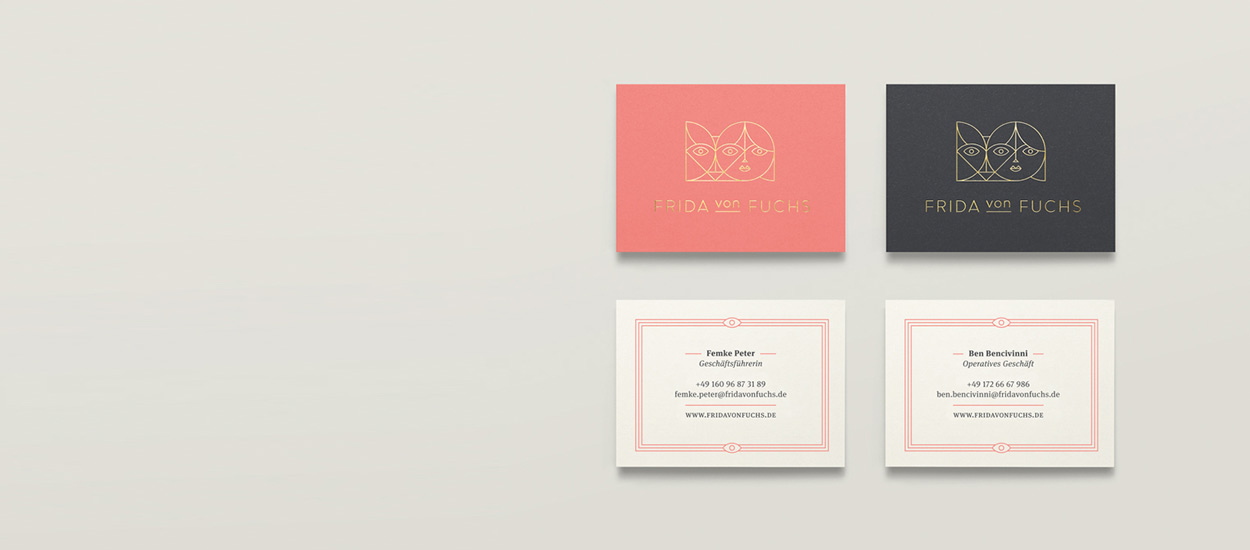 FRIDA von FUCHS
FRIDA von FUCHS
Femke Peter
Geschäftsführerin
+49 160 96 87 31 89
femke.peter@fridavonfuchs.de
WWW.FRIDAVONFUCHS.DE
Ben Bencivinni
Operatives Geschäft
+49 172 66 67 986
ben.bencivinni@fridavonfuchs.de
WWW.FRIDAVONFUCHS.DE